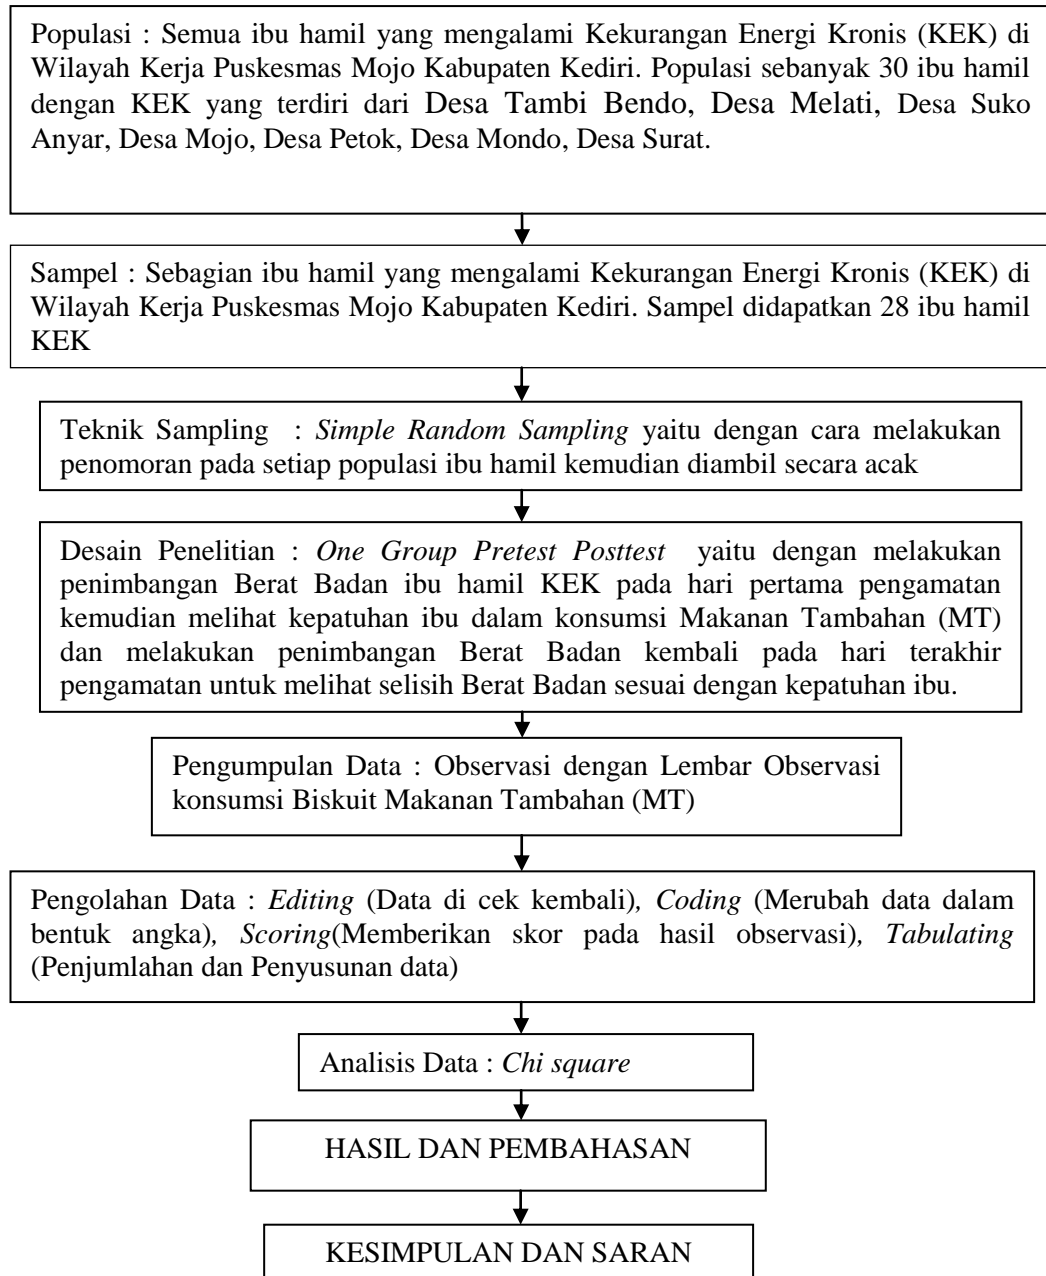 Populasi : Semua ibu hamil yang mengalami Kekurangan Energi Kronis (KEK) di
Wilayah Kerja Puskesmas Mojo Kabupaten Kediri. Populasi sebanyak 30 ibu hamil
dengan KEK yang terdiri dari Desa Tambi Bendo, Desa Melati, Desa Suko
Anyar, Desa Mojo, Desa Petok, Desa Mondo, Desa Surat.
Sampel : Sebagian ibu hamil yang mengalami Kekurangan Energi Kronis (KEK) di
Wilayah Kerja Puskesmas Mojo Kabupaten Kediri. Sampel didapatkan 28 ibu hamil
KEK
Teknik Sampling : Simple Random Sampling yaitu dengan cara melakukan
penomoran pada setiap populasi ibu hamil kemudian diambil secara acak
Desain Penelitian : One Group Pretest Posttest yaitu dengan melakukan
penimbangan Berat Badan ibu hamil KEK pada hari pertama pengamatan
kemudian melihat kepatuhan ibu dalam konsumsi Makanan Tambahan (MT)
dan melakukan penimbangan Berat Badan kembali pada hari terakhir
pengamatan untuk melihat selisih Berat Badan sesuai dengan kepatuhan ibu.
Pengumpulan Data : Observasi dengan Lembar Observasi
konsumsi Biskuit Makanan Tambahan (MT)
Pengolahan Data : Editing (Data di cek kembali), Coding (Merubah data dalam
bentuk angka), Scoring(Memberikan skor pada hasil observasi), Tabulating
(Penjumlahan dan Penyusunan data)
Analisis Data : Chi square
HASIL DAN PEMBAHASAN
KESIMPULAN DAN SARAN